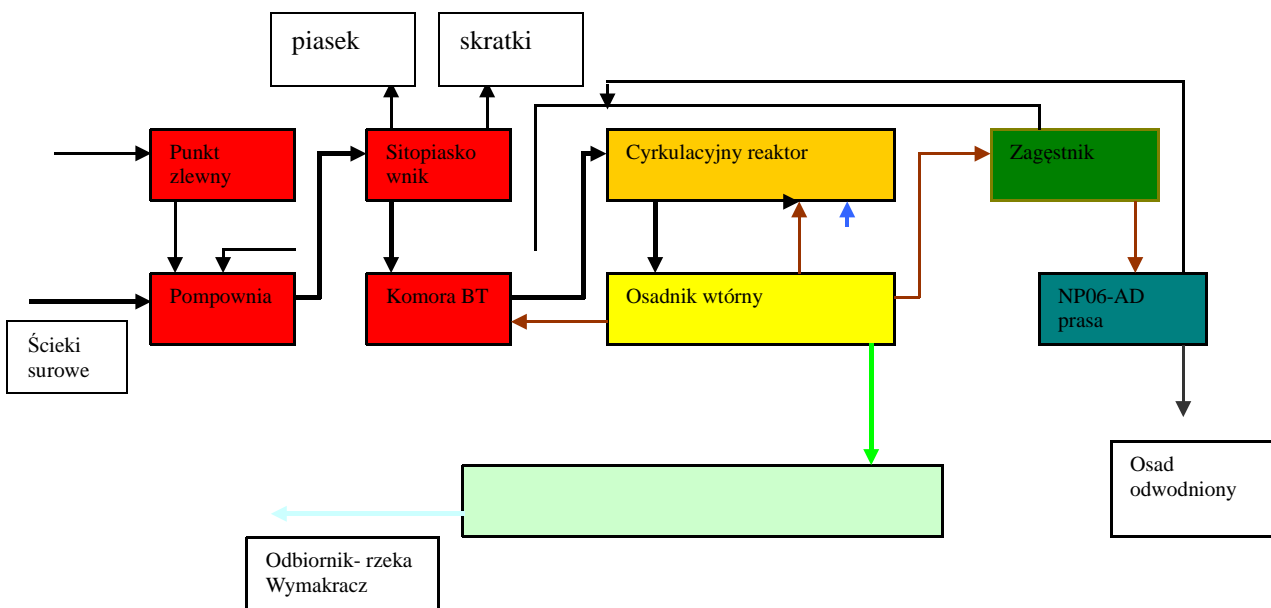 piasek
skratki
Punkt
zlewny
Sitopiasko
wnik
Cyrkulacyjny reaktor
Zagęstnik
Pompownia
Komora BT
Osadnik wtórny
NP06-AD
prasa
Ścieki
surowe
Osad
odwodniony
Odbiornik- rzeka
Wymakracz